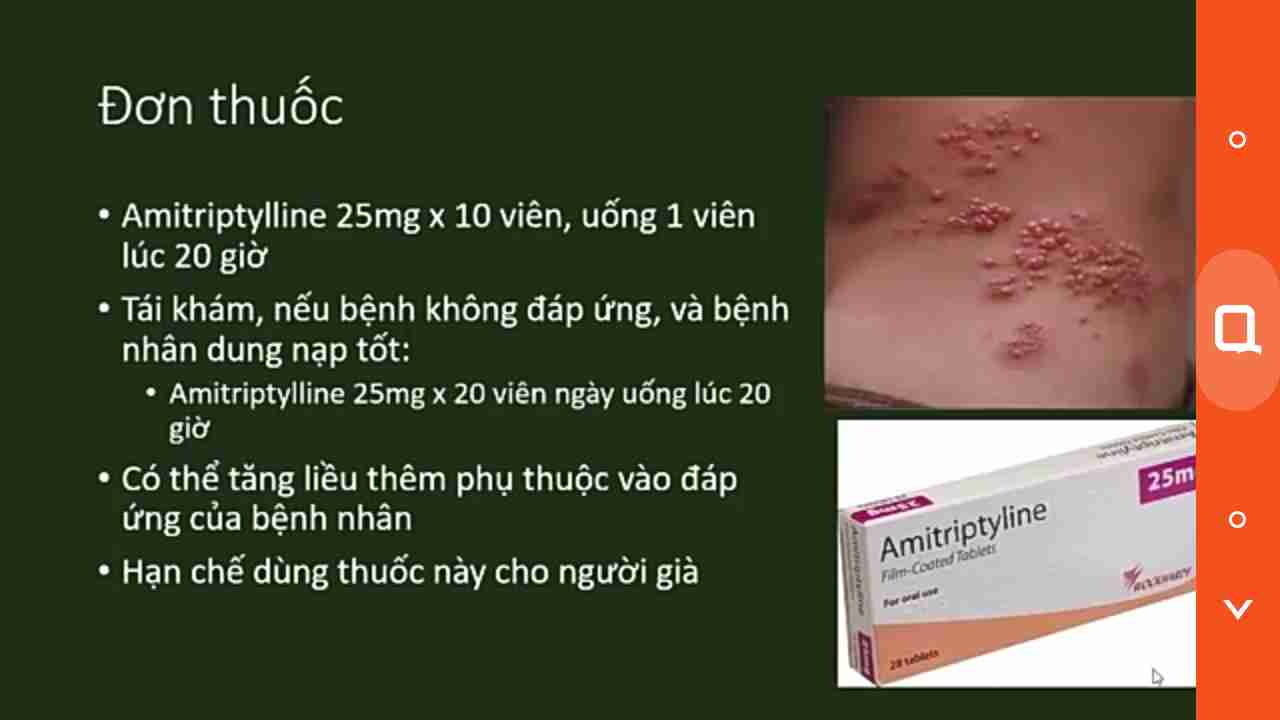 Đơn thuốc
• Amitriptylline 25mg x 10 viên, uống 1 viên
lúc 20 giờ
• Tái khám, nếu bệnh không đáp ứng, và bệnh
nhân dung nạp tốt:
• Amitriptylline 25mg x 20 viên ngày uống lúc 20
giờ
• Có thể tăng liều thêm phụ thuộc vào đáp
ứng của bệnh nhân
• Hạn chế dùng thuốc này cho người già
25m
25mg
Amitriptyline
Film-Coated Tablets
For oral use
28 tablets